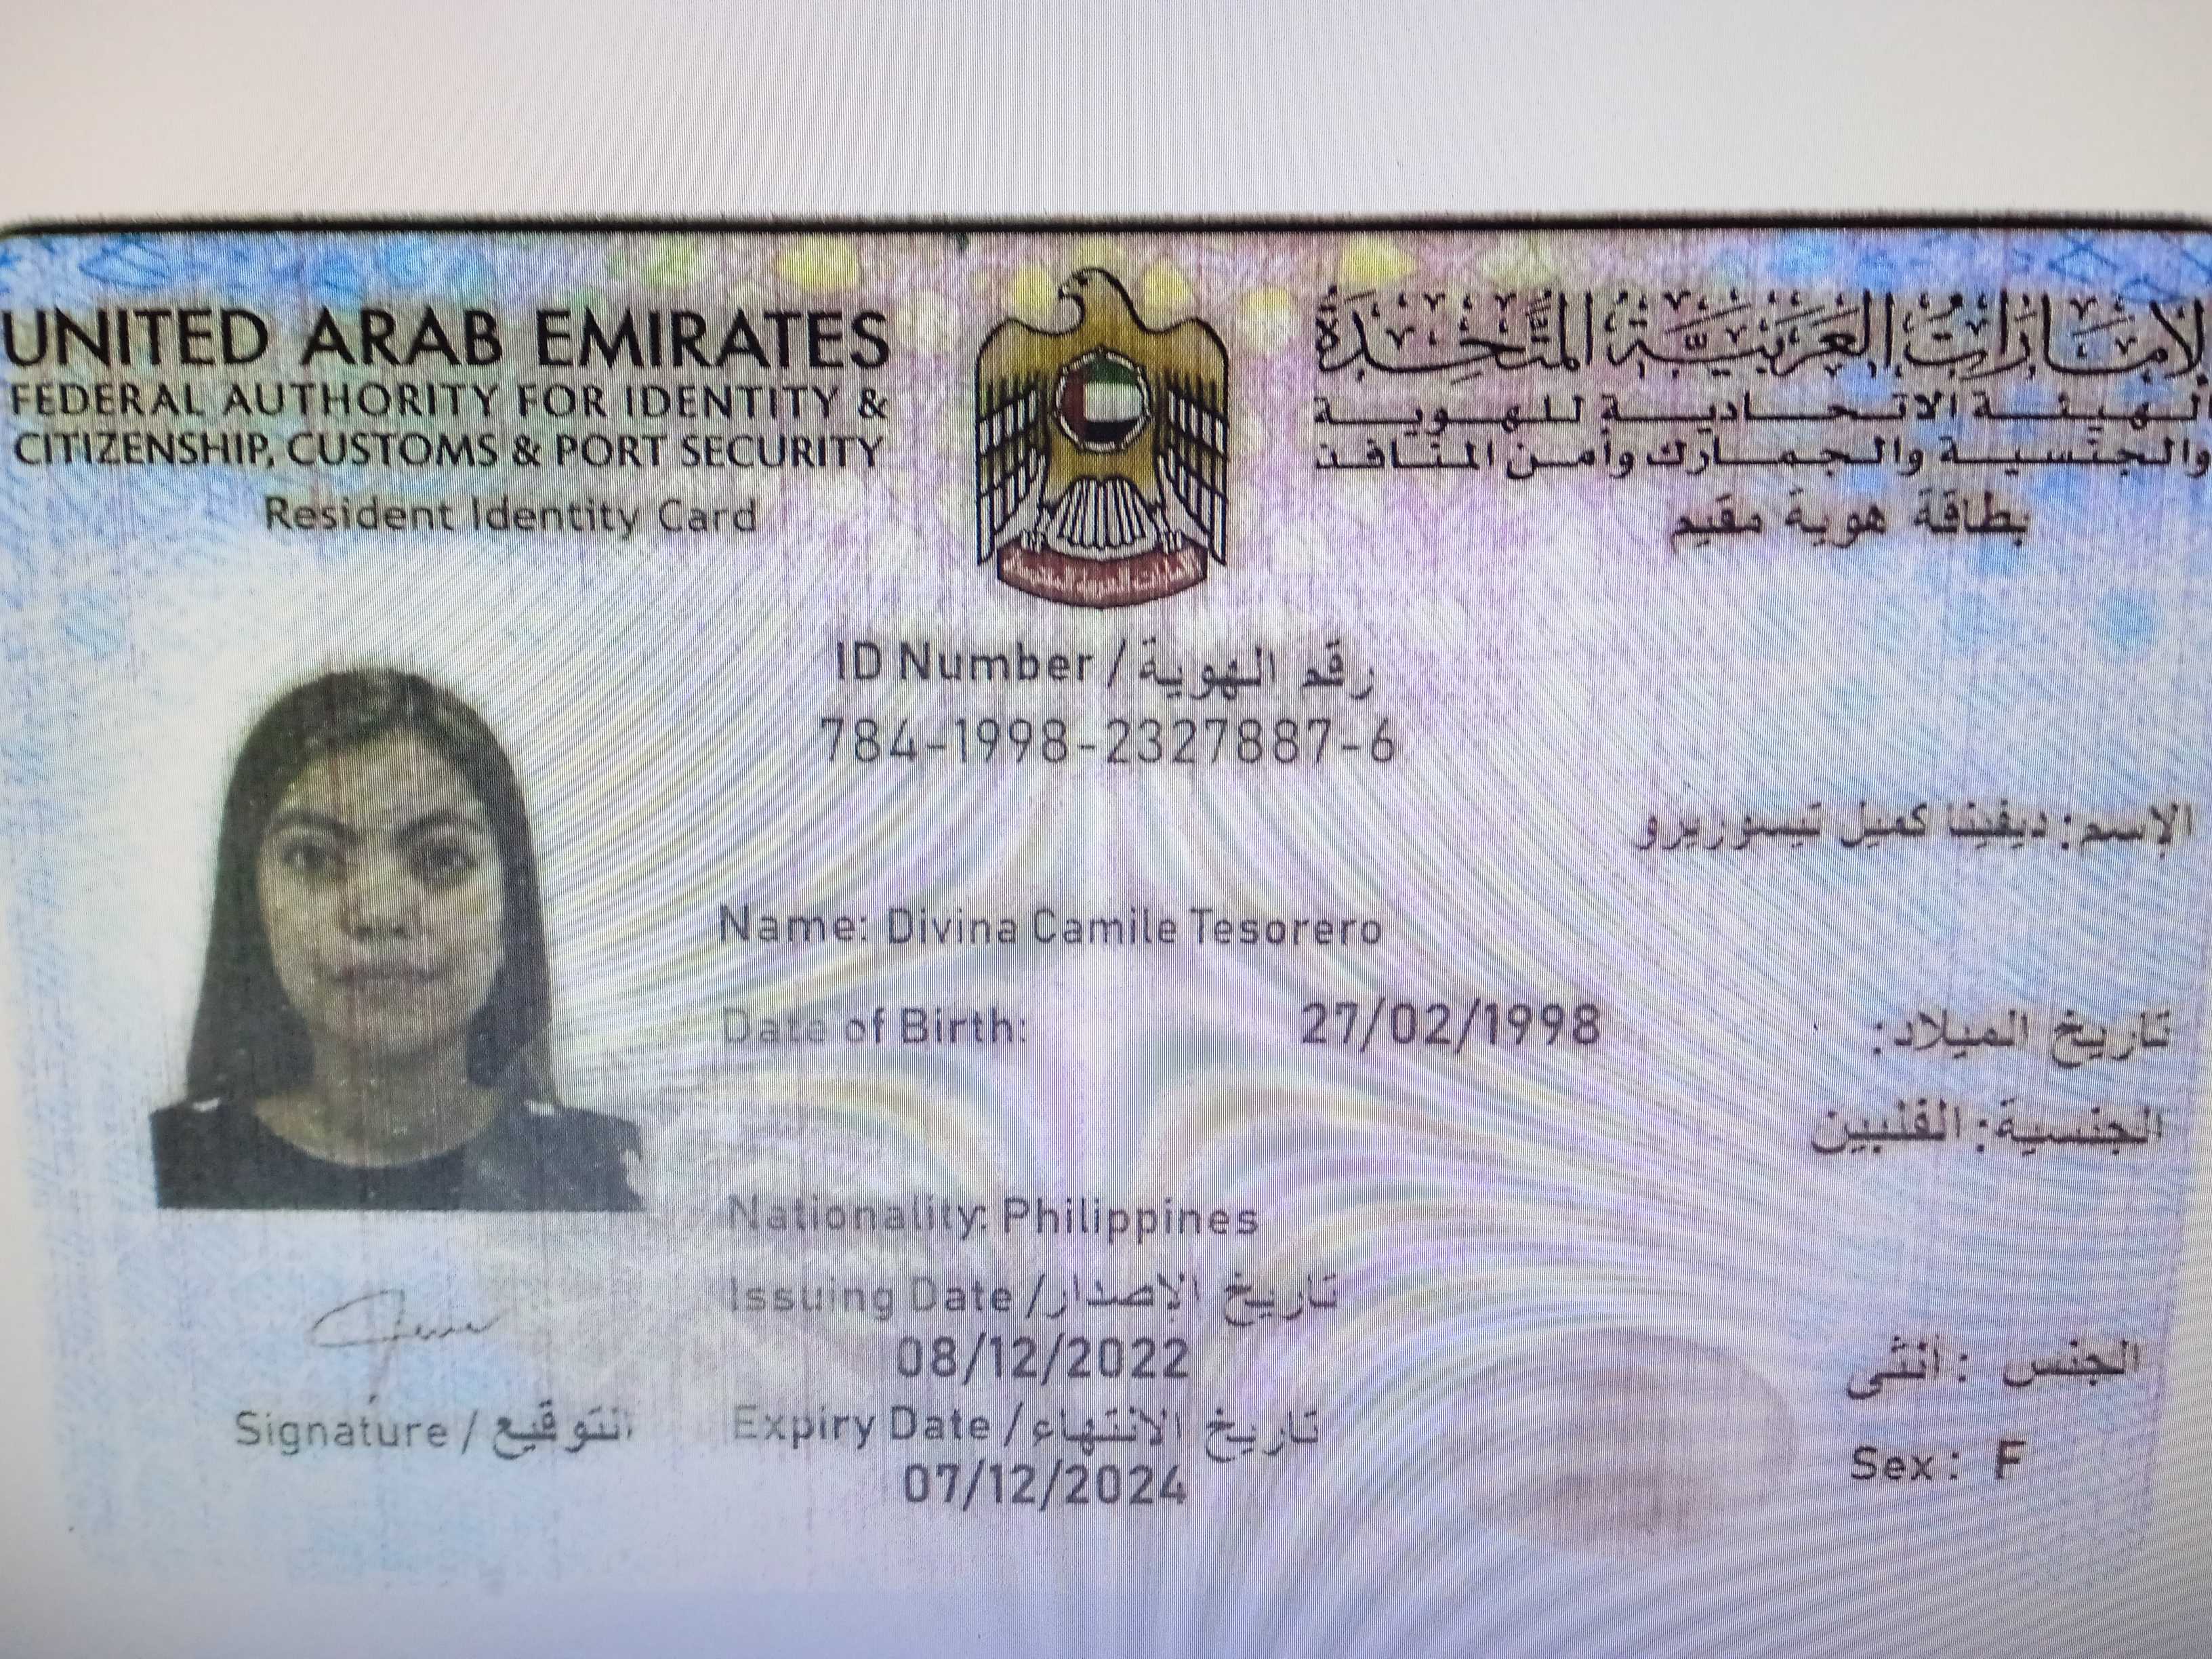 UNITED ARAB EMIRATES
FEDERAL AUTHORITY FOR IDENTITY &
CITIZENSHIP, CUSTOMS & PORT SECURITY
Resident Identity Card
الإمارات العربية المتحدة
الهيئة الاتحادية للهوية
والجنسية والجمارك وأمن المنافذ
بطاقة هوية مقيم
ID Number / رقم الهوية
784-1998-2327887-6
الإسم: ديفينا كميل تيسوريرو
Name: Divina Camile Tesorero
Date of Birth: 27/02/1998 تاريخ الميلاد:
الجنسية: الفلبين
Nationality: Philippines
Issuing Date / تاريخ الإصدار
08/12/2022
Expiry Date / تاريخ الانتهاء
07/12/2024
الجنس : أنثى
Sex : F
Signature / التوقيع